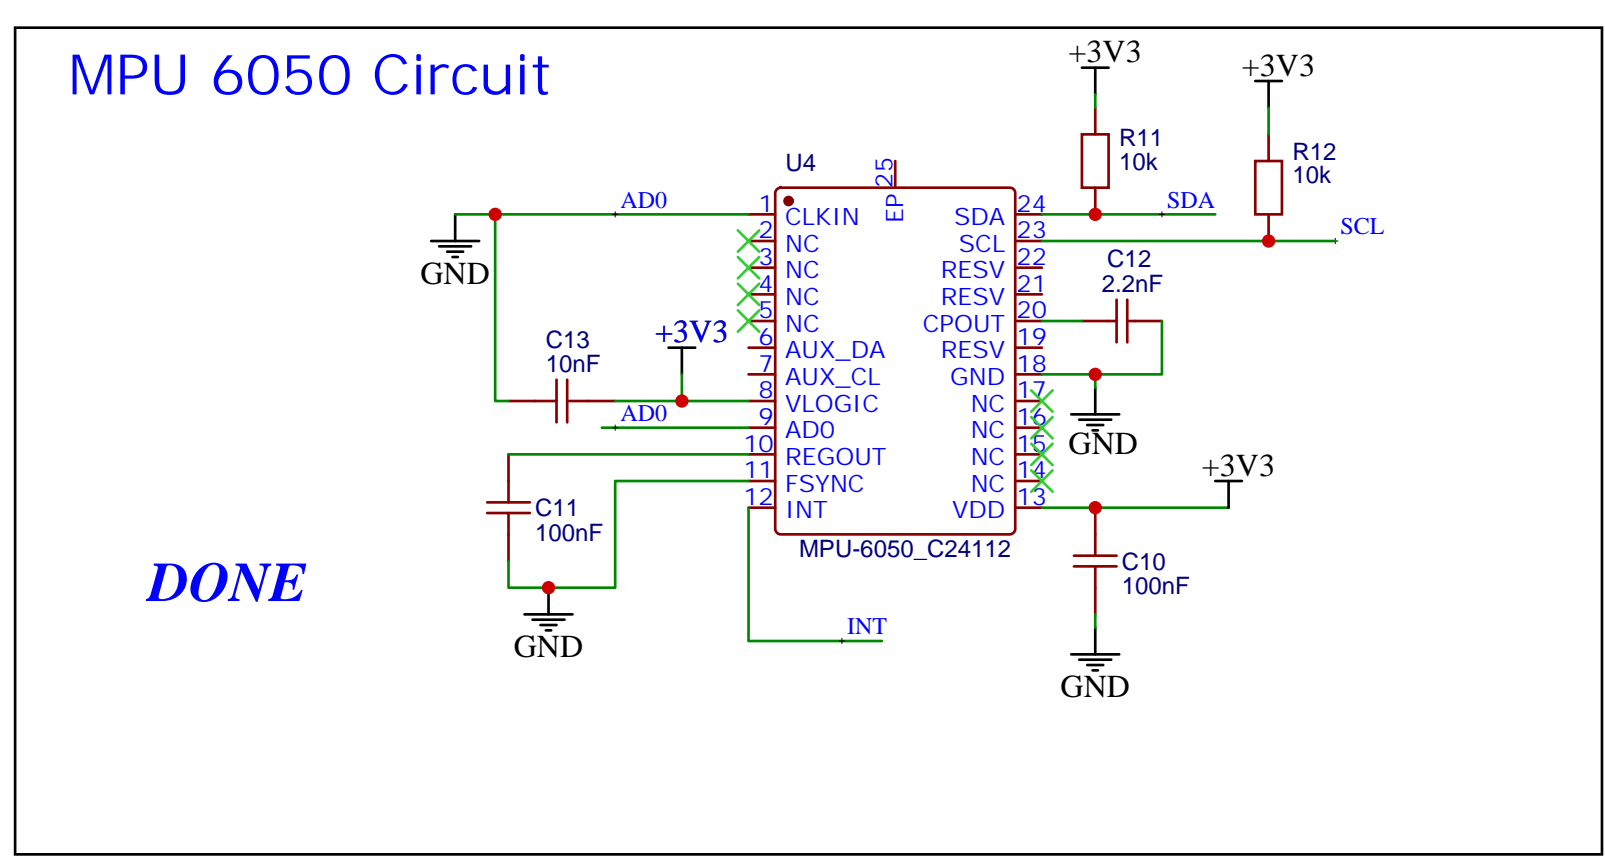 MPU 6050 Circuit
+3V3
+3V3
R11
10k
R12
10k
U4
EP 25
AD0
SDA
SCL
1 CLKIN
2 NC
3 NC
4 NC
5 NC
6 AUX_DA
7 AUX_CL
8 VLOGIC
9 AD0
10 REGOUT
11 FSYNC
12 INT
SDA 24
SCL 23
RESV 22
RESV 21
CPOUT 20
RESV 19
GND 18
NC 17
NC 16
NC 15
NC 14
VDD 13
MPU-6050_C24112
GND
C12
2.2nF
C13
10nF
+3V3
AD0
GND
+3V3
C11
100nF
C10
100nF
DONE
GND
INT
GND